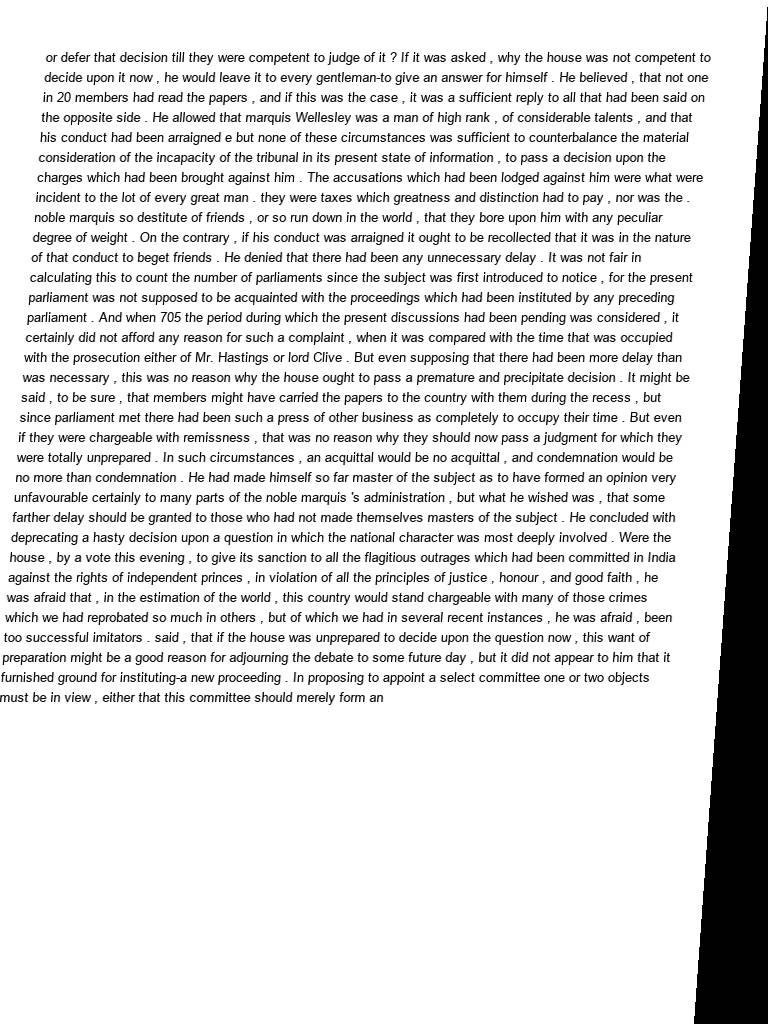 or defer that decision till they were competent to judge of it ? If it was asked , why the house was not competent to
decide upon it now , he would leave it to every gentleman-to give an answer for himself . He believed , that not one
in 20 members had read the papers , and if this was the case , it was a sufficient reply to all that had been said on
the opposite side . He allowed that marquis Wellesley was a man of high rank , of considerable talents , and that
his conduct had been arraigned e but none of these circumstances was sufficient to counterbalance the material
consideration of the incapacity of the tribunal in its present state of information , to pass a decision upon the
charges which had been brought against him . The accusations which had been lodged against him were what were
incident to the lot of every great man . they were taxes which greatness and distinction had to pay , nor was the .
noble marquis so destitute of friends , or so run down in the world , that they bore upon him with any peculiar
degree of weight . On the contrary , if his conduct was arraigned it ought to be recollected that it was in the nature
of that conduct to beget friends . He denied that there had been any unnecessary delay . It was not fair in
calculating this to count the number of parliaments since the subject was first introduced to notice , for the present
parliament was not supposed to be acquainted with the proceedings which had been instituted by any preceding
parliament . And when 705 the period during which the present discussions had been pending was considered , it
certainly did not afford any reason for such a complaint , when it was compared with the time that was occupied
with the prosecution either of Mr. Hastings or lord Clive . But even supposing that there had been more delay than
was necessary , this was no reason why the house ought to pass a premature and precipitate decision . It might be
said , to be sure , that members might have carried the papers to the country with them during the recess , but
since parliament met there had been such a press of other business as completely to occupy their time . But even
if they were chargeable with remissness , that was no reason why they should now pass a judgment for which they
were totally unprepared . In such circumstances , an acquittal would be no acquittal , and condemnation would be
no more than condemnation . He had made himself so far master of the subject as to have formed an opinion very
unfavourable certainly to many parts of the noble marquis 's administration , but what he wished was , that some
farther delay should be granted to those who had not made themselves masters of the subject . He concluded with
deprecating a hasty decision upon a question in which the national character was most deeply involved . Were the
house , by a vote this evening , to give its sanction to all the flagitious outrages which had been committed in India
against the rights of independent princes , in violation of all the principles of justice , honour , and good faith , he
was afraid that , in the estimation of the world , this country would stand chargeable with many of those crimes
which we had reprobated so much in others , but of which we had in several recent instances , he was afraid , been
too successful imitators . said , that if the house was unprepared to decide upon the question now , this want of
preparation might be a good reason for adjourning the debate to some future day , but it did not appear to him that it
furnished ground for instituting-a new proceeding . In proposing to appoint a select committee one or two objects
must be in view , either that this committee should merely form an